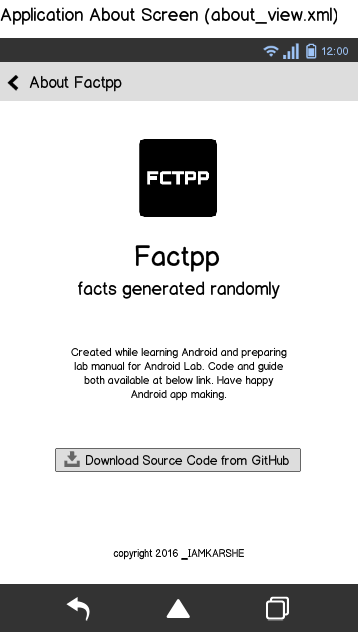 Application About Screen (about_view.xml)
12:00
About Factpp
FCTPP
Factpp
facts generated randomly
Created while learning Android and preparing
lab manual for Android Lab. Code and guide
both available at below link. Have happy
Android app making.
Download Source Code from GitHub
copyright 2016 _IAMKARSHE